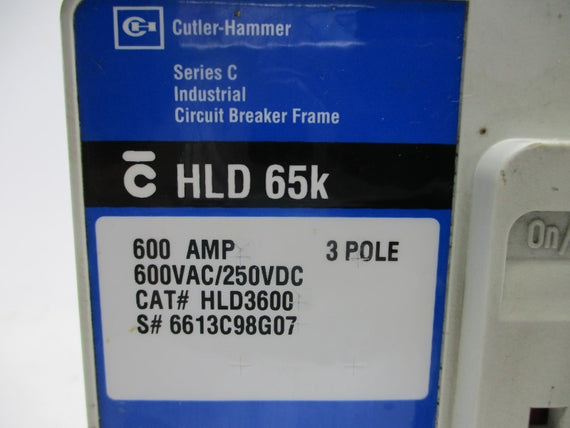 CH Cutler-Hammer
Series C
Industrial
Circuit Breaker Frame
C HLD 65k
600 AMP 3 POLE
600VAC/250VDC
CAT# HLD3600
S# 6613C98G07
On/